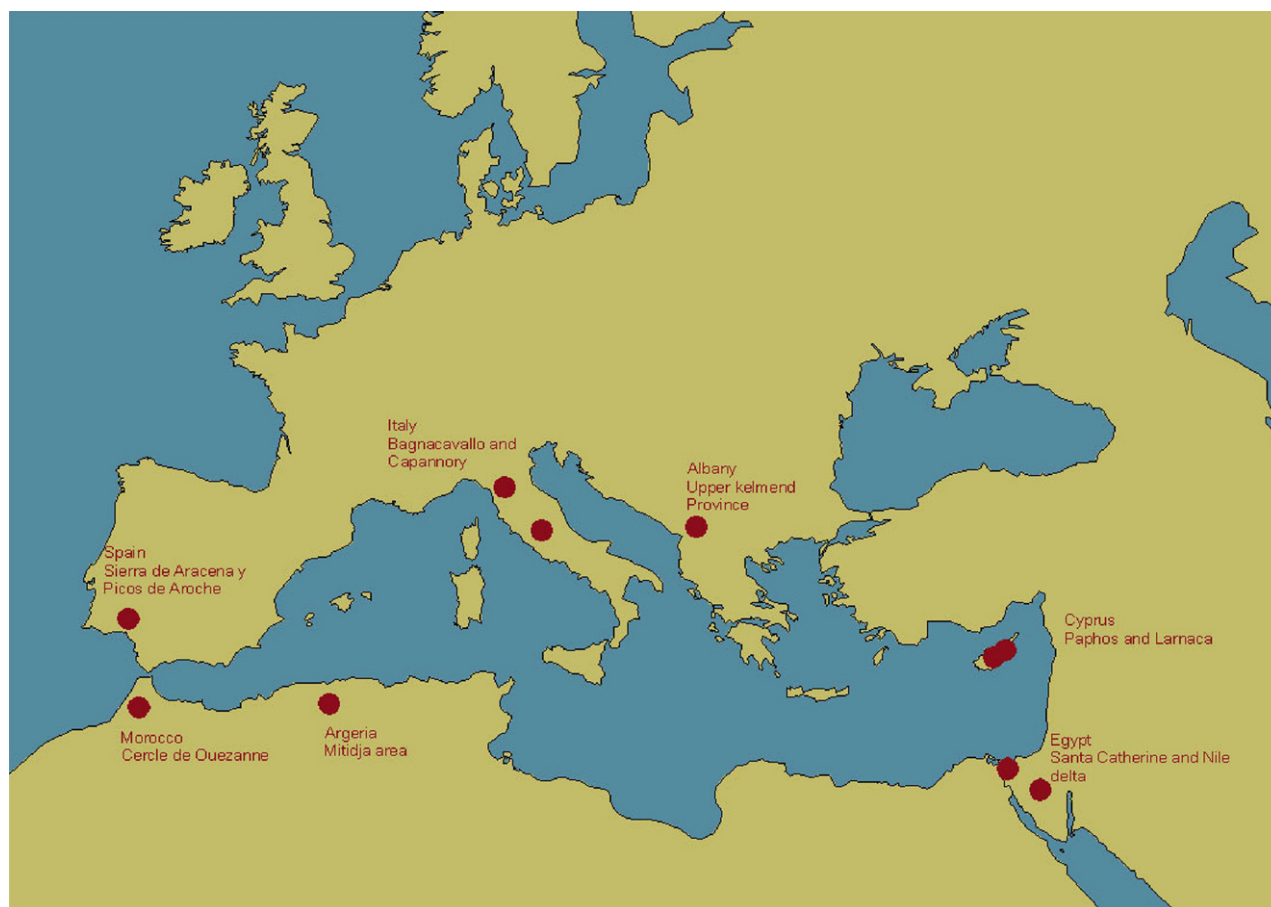 Italy
Bagnacavallo and
Capannory
Albany
Upper kelmend
Province
Spain
Sierra de Aracena y
Picos de Aroche
Cyprus
Paphos and Larnaca
Morocco
Cercle de Ouezanne
Argeria
Mitidja area
Egypt
Santa Catherine and Nile
delta